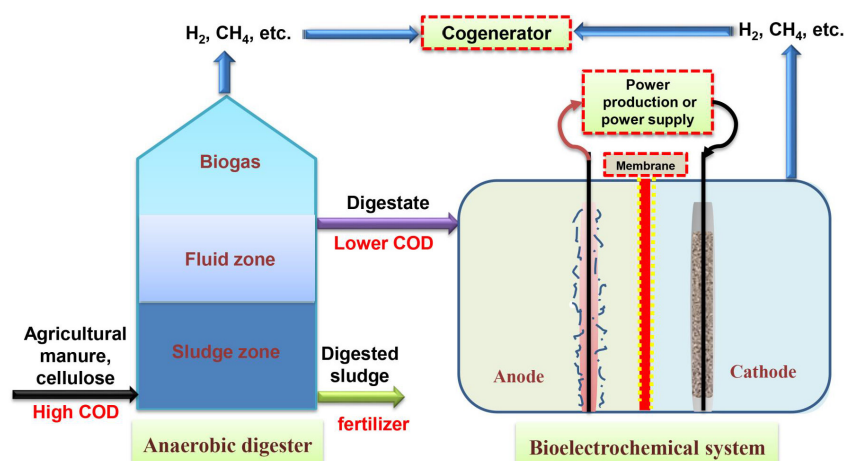 H₂, CH₄, etc.
Cogenerator
H₂, CH₄, etc.
Power
production or
power supply
Membrane
Biogas
Digestate
Lower COD
Fluid zone
Agricultural
manure,
cellulose
High COD
Sludge zone
Digested
sludge
fertilizer
Anode
Cathode
Anaerobic digester
Bioelectrochemical system